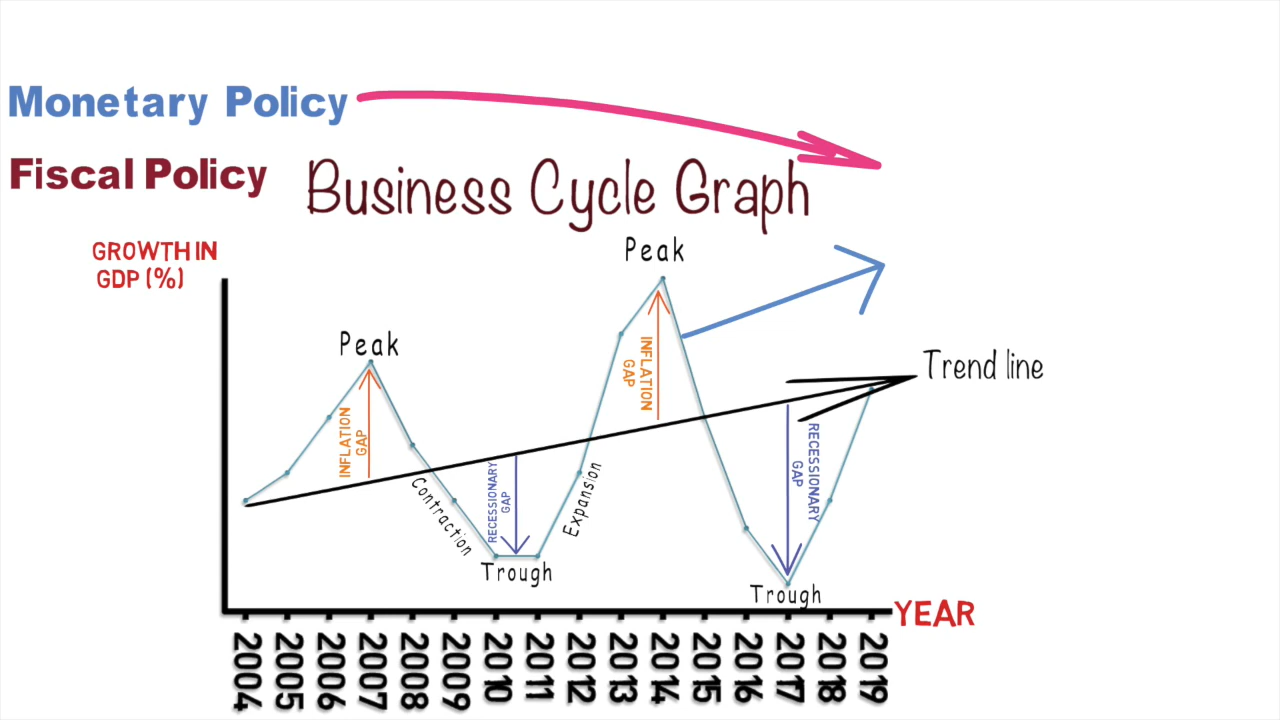 Monetary Policy
Fiscal Policy
Business Cycle Graph
GROWTH IN
GDP (%)
Peak
Peak
INFLATION
GAP
INFLATION
GAP
Trend line
Contraction
RECESSIONARY
GAP
Expansion
RECESSIONARY
GAP
Trough
Trough
YEAR
2004 2005 2006 2007 2008 2009 2010 2011 2012 2013 2014 2015 2016 2017 2018 2019